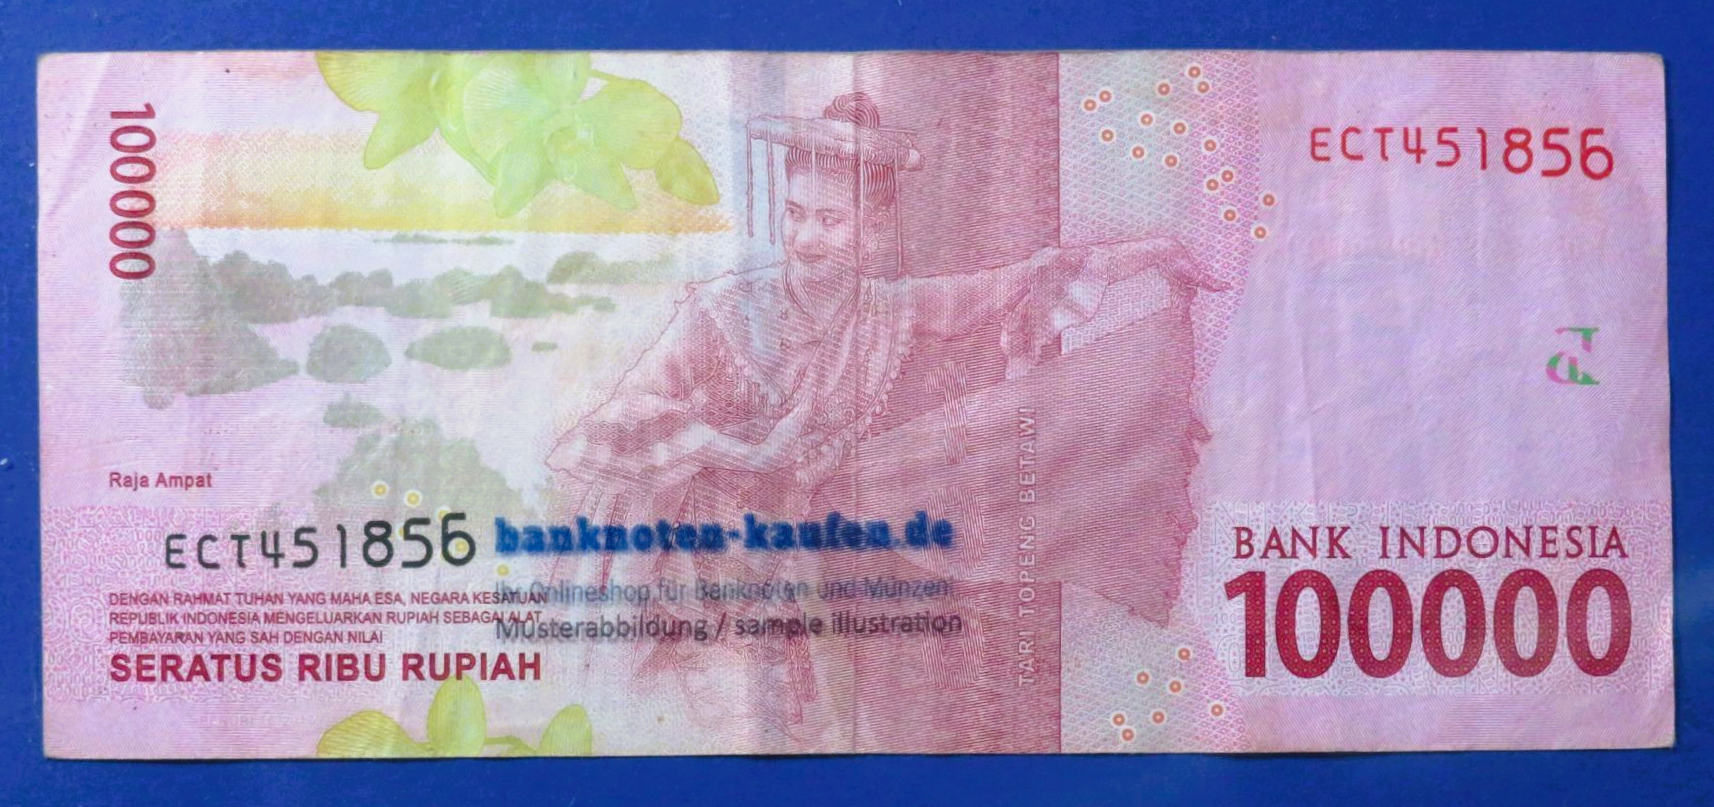 100000
ECT451856
Raja Ampat
ECT451856
banknoten-kaufen.de
Ihr Onlineshop für Banknoten und Münzen
Musterabbildung / sample illustration
DENGAN RAHMAT TUHAN YANG MAHA ESA, NEGARA KESATUAN
REPUBLIK INDONESIA MENGELUARKAN RUPIAH SEBAGAI ALAT
PEMBAYARAN YANG SAH DENGAN NILAI
SERATUS RIBU RUPIAH
TARI TOPENG BETAWI
BANK INDONESIA
100000